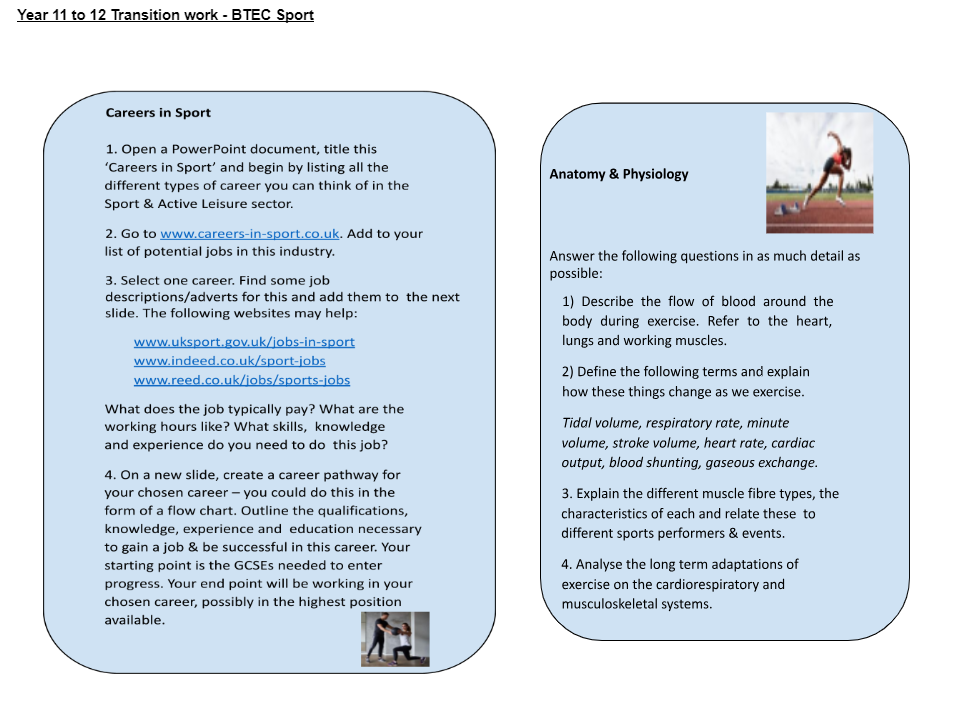 Year 11 to 12 Transition work - BTEC Sport
Careers in Sport
1. Open a PowerPoint document, title this
‘Careers in Sport’ and begin by listing all the
different types of career you can think of in the
Sport & Active Leisure sector.
2. Go to www.careers-in-sport.co.uk. Add to your
list of potential jobs in this industry.
3. Select one career. Find some job
descriptions/adverts for this and add them to the next
slide. The following websites may help:
www.uksport.gov.uk/jobs-in-sport
www.indeed.co.uk/sport-jobs
www.reed.co.uk/jobs/sports-jobs
What does the job typically pay? What are the
working hours like? What skills, knowledge
and experience do you need to do this job?
4. On a new slide, create a career pathway for
your chosen career – you could do this in the
form of a flow chart. Outline the qualifications,
knowledge, experience and education necessary
to gain a job & be successful in this career. Your
starting point is the GCSEs needed to enter
progress. Your end point will be working in your
chosen career, possibly in the highest position
available.
Anatomy & Physiology
Answer the following questions in as much detail as
possible:
1) Describe the flow of blood around the
body during exercise. Refer to the heart,
lungs and working muscles.
2) Define the following terms and explain
how these things change as we exercise.
Tidal volume, respiratory rate, minute
volume, stroke volume, heart rate, cardiac
output, blood shunting, gaseous exchange.
3. Explain the different muscle fibre types, the
characteristics of each and relate these to
different sports performers & events.
4. Analyse the long term adaptations of
exercise on the cardiorespiratory and
musculoskeletal systems.